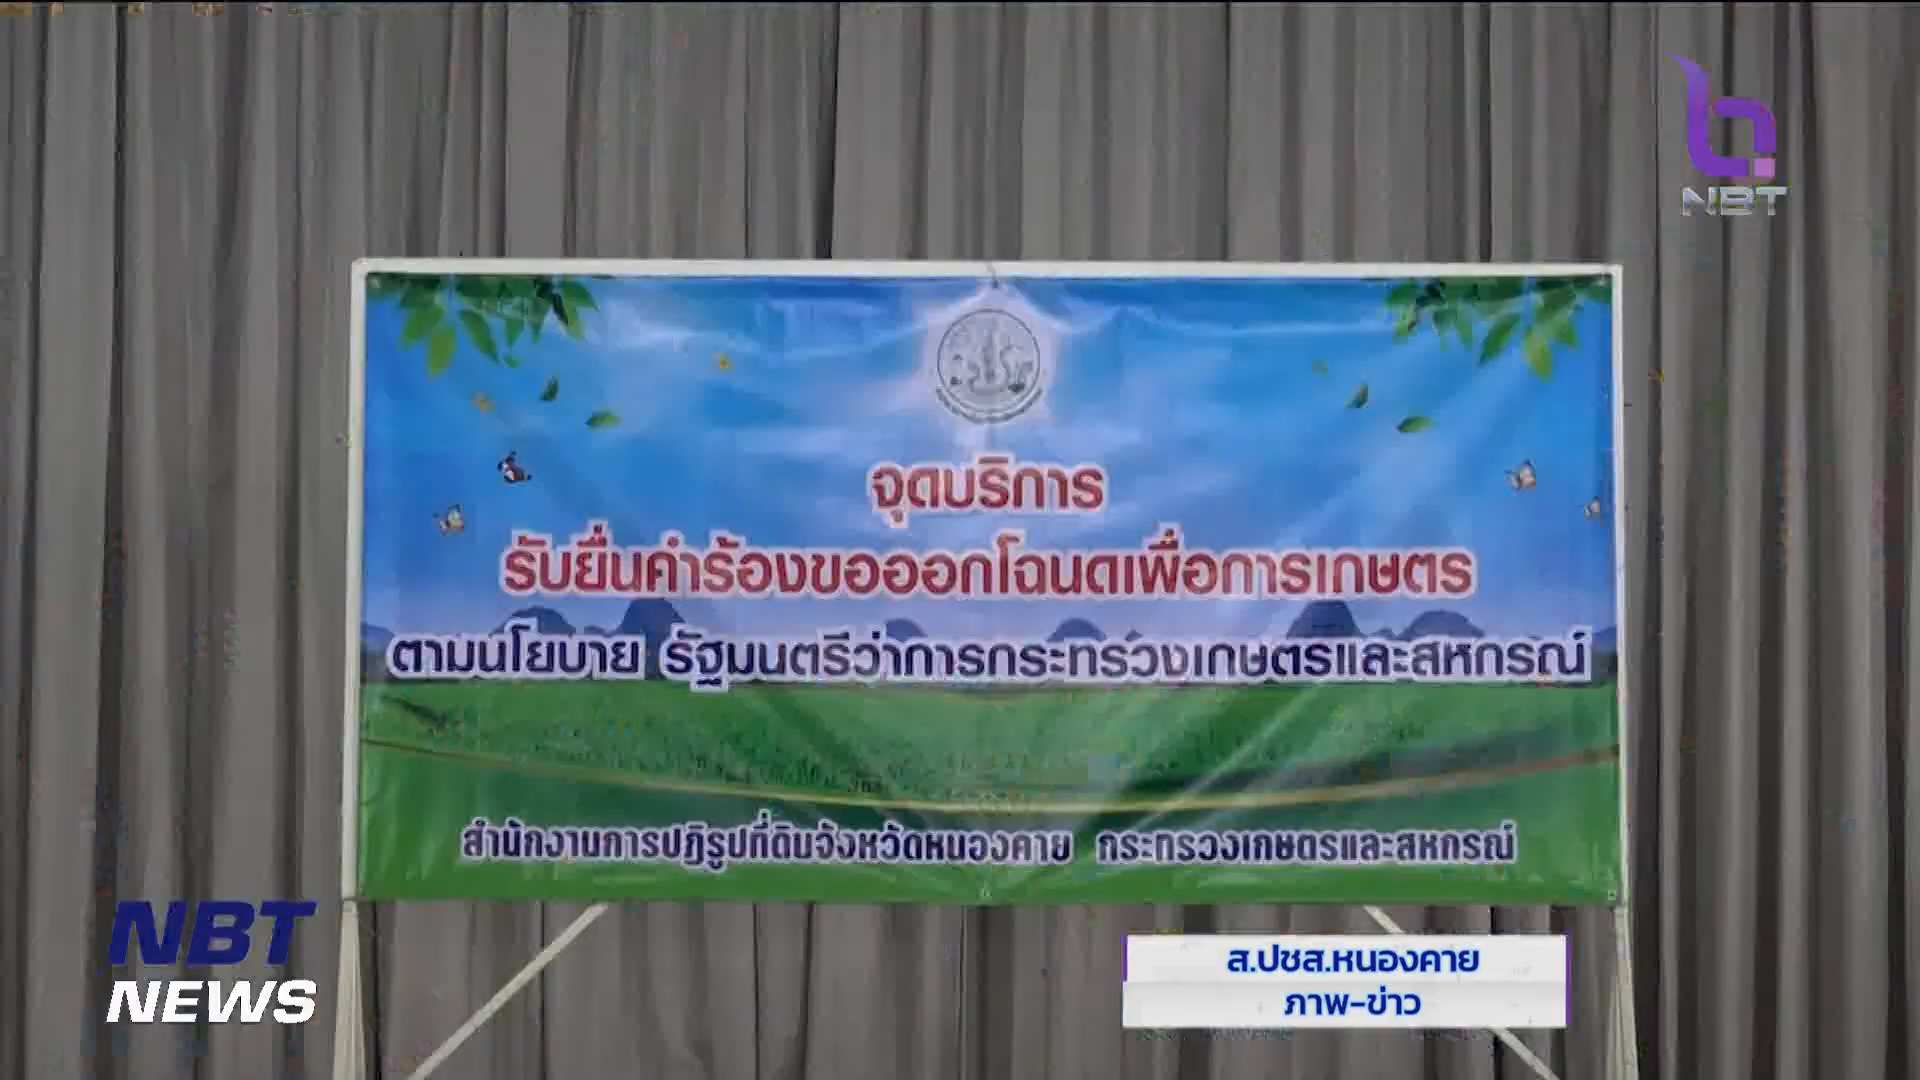 NBT
จุดบริการ
รับยื่นคำร้องขอออกโฉนดเพื่อการเกษตร
ตามนโยบาย รัฐมนตรีว่าการกระทรวงเกษตรและสหกรณ์
สำนักงานการปฏิรูปที่ดินจังหวัดหนองคาย กระทรวงเกษตรและสหกรณ์
NBT
NEWS
ส.ปชส.หนองคาย
ภาพ-ข่าว